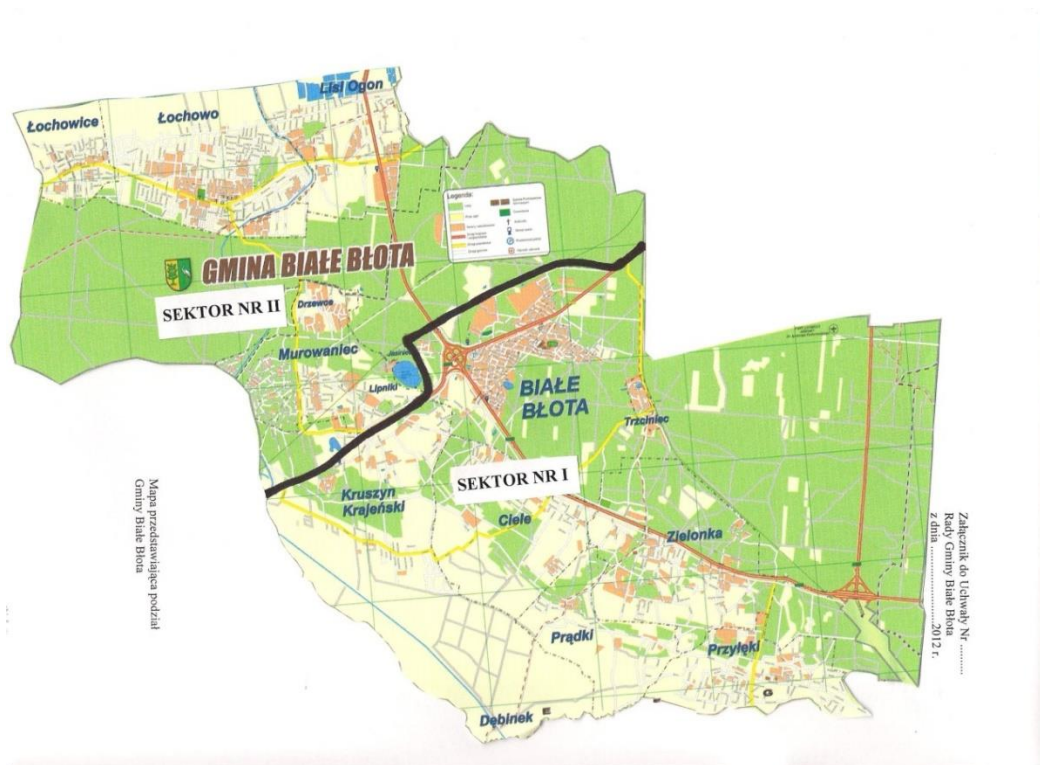 Łochowice
Łochowo
Lisi Ogon
Legenda:
GMINA BIAŁE BŁOTA
SEKTOR NR II
Drzewce
Murowaniec
Lipniki
BIAŁE
BŁOTA
Trzciniec
SEKTOR NR I
Kruszyn
Krajeński
Ciele
Zielonka
Prądki
Przyłęki
Dębinek
E
F
G
Mapa przedstawiająca podział
Gminy Białe Błota
Załącznik do Uchwały Nr ...........
Rady Gminy Białe Błota
z dnia .........................2012 r.